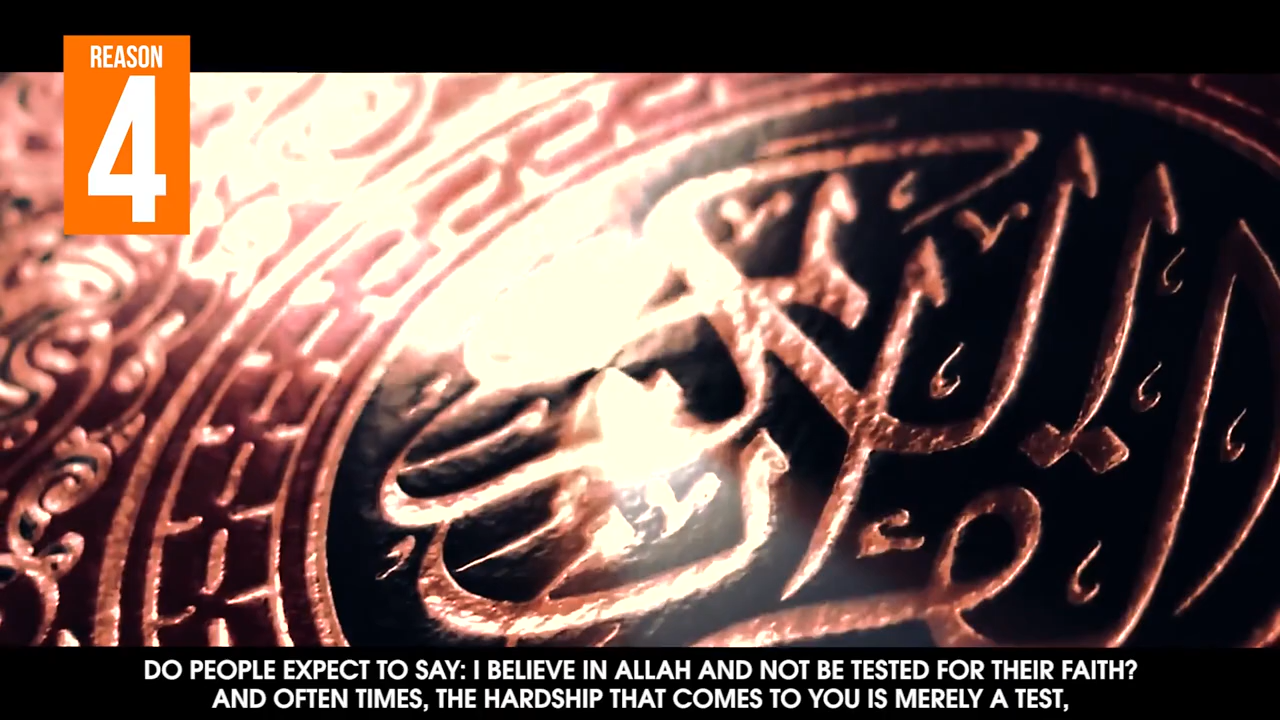 REASON
4
DO PEOPLE EXPECT TO SAY: I BELIEVE IN ALLAH AND NOT BE TESTED FOR THEIR FAITH?
AND OFTEN TIMES, THE HARDSHIP THAT COMES TO YOU IS MERELY A TEST,